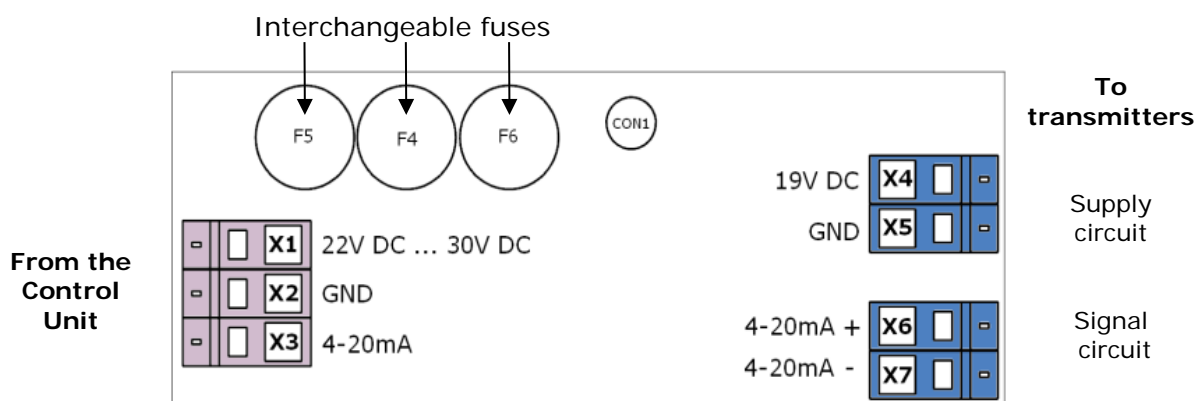 Interchangeable fuses
F5
F4
F6
CON1
To
transmitters
19V DC
X4
GND
X5
Supply
circuit
From the
Control
Unit
X1
22V DC ... 30V DC
X2
GND
X3
4-20mA
4-20mA +
X6
4-20mA -
X7
Signal
circuit